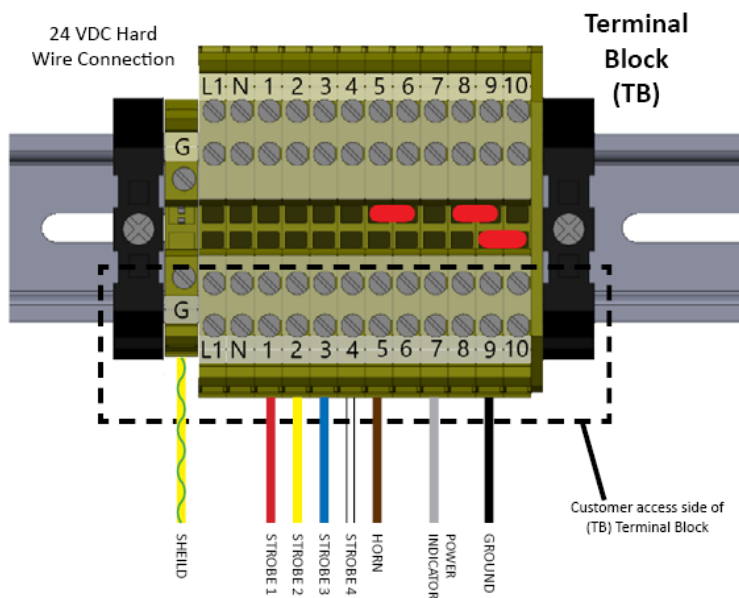 24 VDC Hard
Wire Connection
Terminal
Block
(TB)
L1 N 1 2 3 4 5 6 7 8 9 10
G
G
L1 N 1 2 3 4 5 6 7 8 9 10
Customer access side of
(TB) Terminal Block
SHEILD
STROBE 1
STROBE 2
STROBE 3
STROBE 4
HORN
POWER
INDICATOR
GROUND